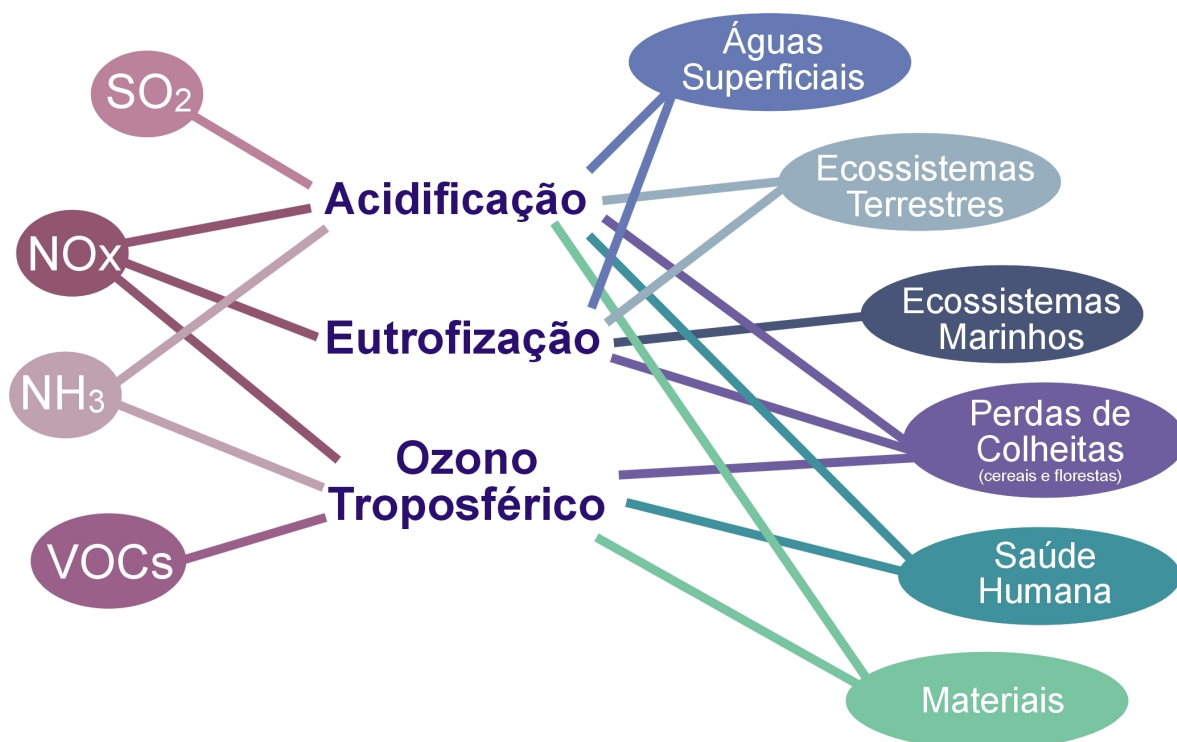 SO₂
NOx
NH₃
VOCs
Acidificação
Eutrofização
Ozono
Troposférico
Águas
Superficiais
Ecossistemas
Terrestres
Ecossistemas
Marinhos
Perdas de
Colheitas
(cereais e florestas)
Saúde
Humana
Materiais